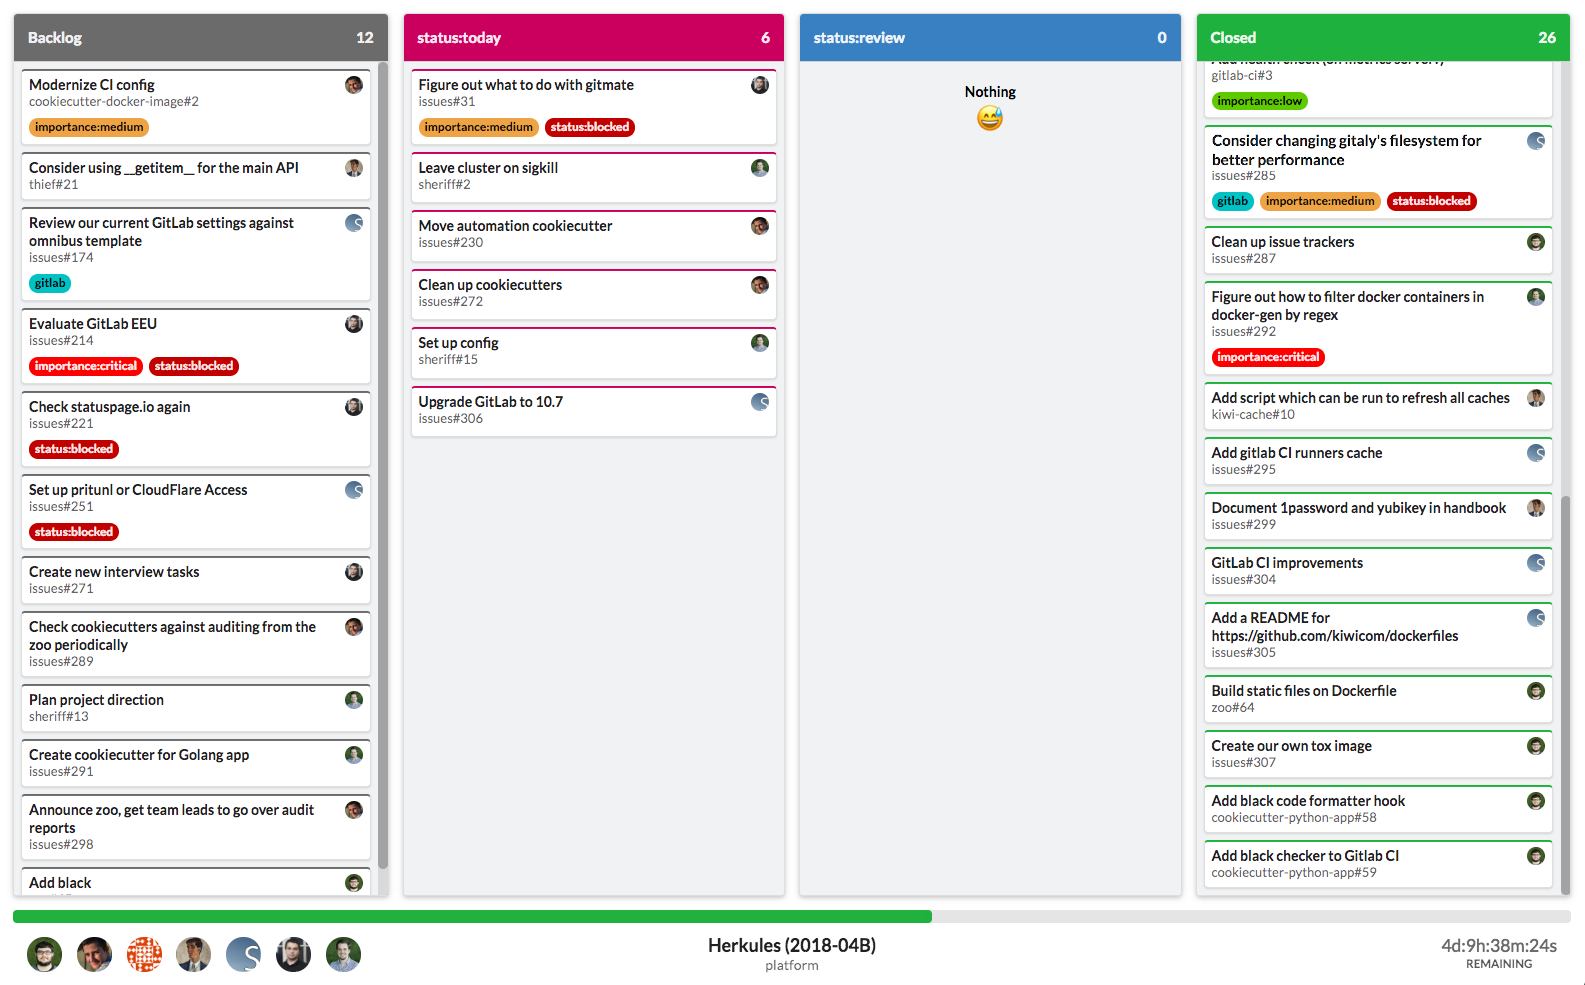 Backlog 12
Modernize CI config
cookiecutter-docker-image#2
importance:medium
Consider using __getitem__ for the main API
thief#21
Review our current GitLab settings against
omnibus template
issues#174
gitlab
Evaluate GitLab EEU
issues#214
importance:critical status:blocked
Check statuspage.io again
issues#221
status:blocked
Set up pritunl or CloudFlare Access
issues#251
status:blocked
Create new interview tasks
issues#271
Check cookiecutters against auditing from the
zoo periodically
issues#289
Plan project direction
sheriff#13
Create cookiecutter for Golang app
issues#291
Announce zoo, get team leads to go over audit
reports
issues#298
Add black
status:today 6
Figure out what to do with gitmate
issues#31
importance:medium status:blocked
Leave cluster on sigkill
sheriff#2
Move automation cookiecutter
issues#230
Clean up cookiecutters
issues#272
Set up config
sheriff#15
Upgrade GitLab to 10.7
issues#306
status:review 0
Nothing
Closed 26
gitlab-ci#3
importance:low
Consider changing gitaly's filesystem for
better performance
issues#285
gitlab importance:medium status:blocked
Clean up issue trackers
issues#287
Figure out how to filter docker containers in
docker-gen by regex
issues#292
importance:critical
Add script which can be run to refresh all caches
kiwi-cache#10
Add gitlab CI runners cache
issues#295
Document 1password and yubikey in handbook
issues#299
GitLab CI improvements
issues#304
Add a README for
https://github.com/kiwicom/dockerfiles
issues#305
Build static files on Dockerfile
zoo#64
Create our own tox image
issues#307
Add black code formatter hook
cookiecutter-python-app#58
Add black checker to Gitlab CI
cookiecutter-python-app#59
Herkules (2018-04B)
platform
4d:9h:38m:24s
REMAINING